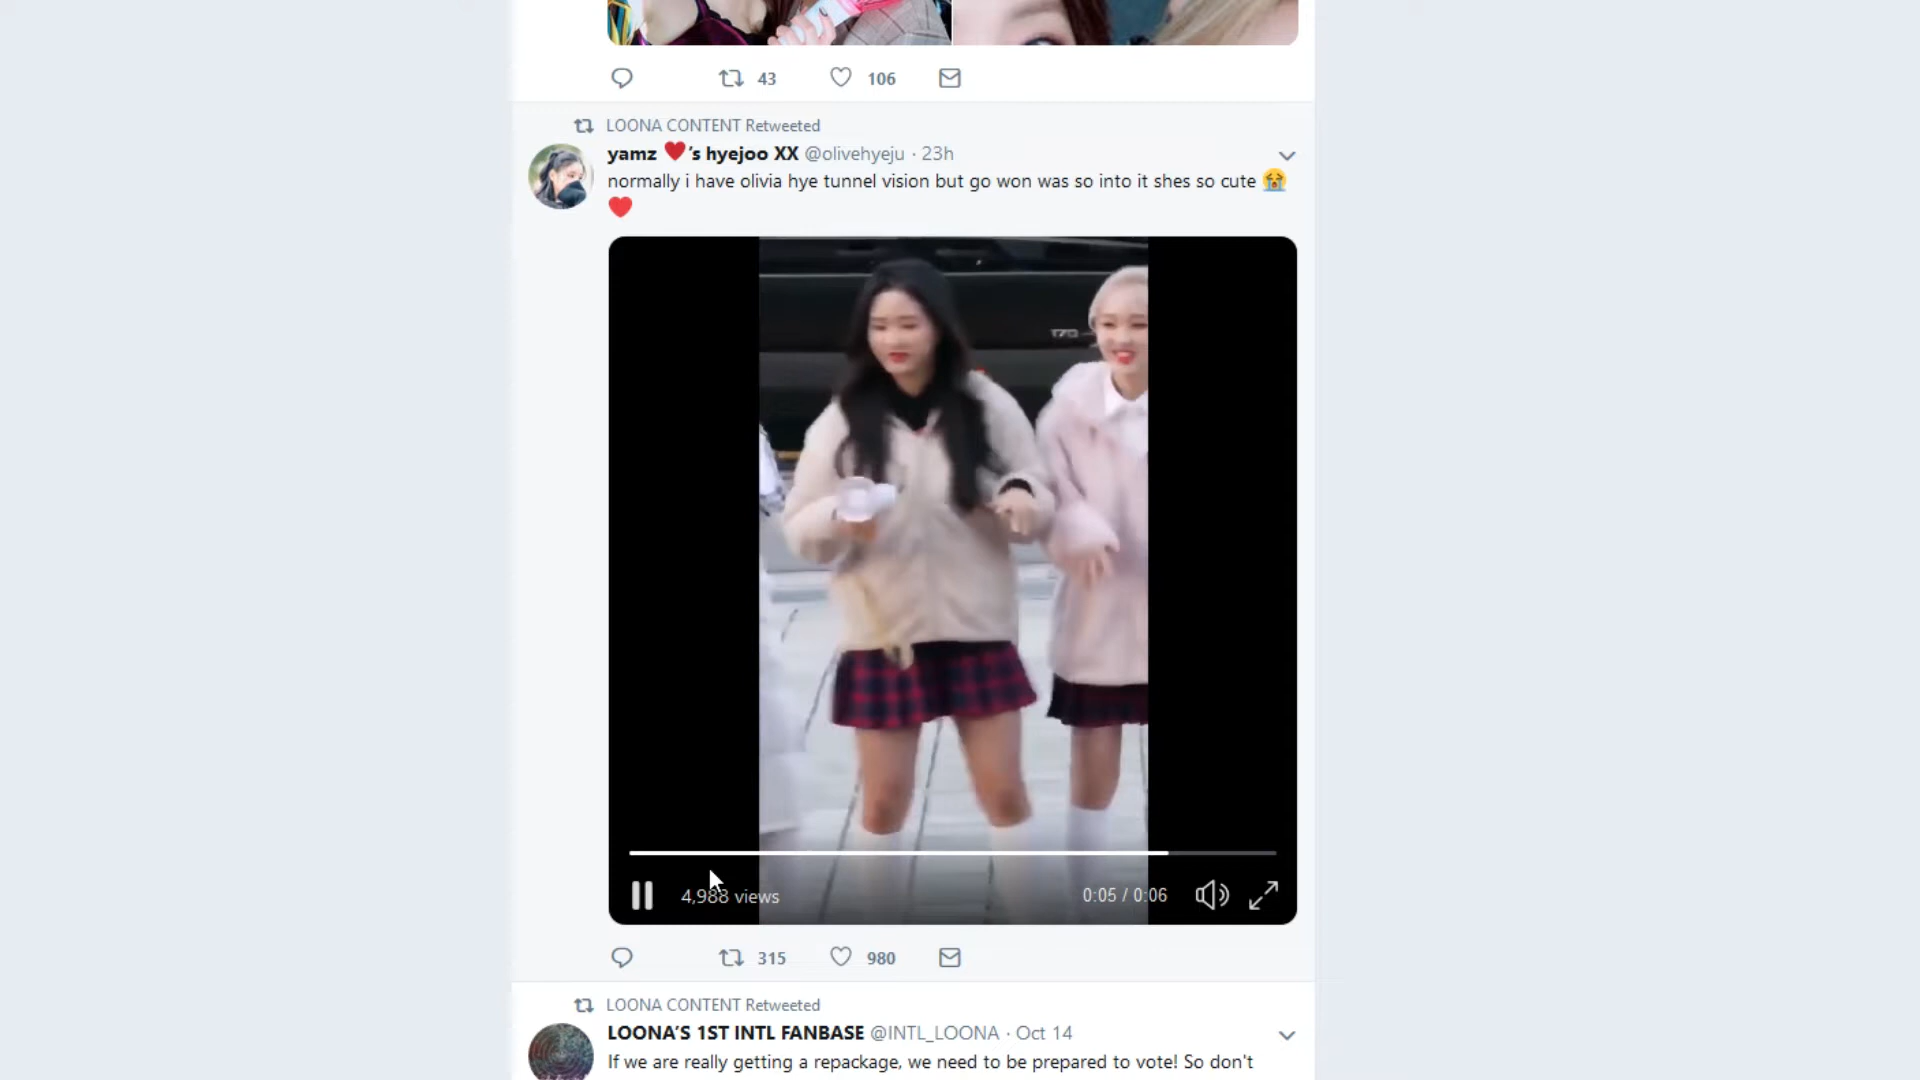 43
106
LOONA CONTENT Retweeted
yamz ❤️'s hyejoo XX @olivehyeju · 23h
normally i have olivia hye tunnel vision but go won was so into it shes so cute 😭
❤️
4,988 views
0:05 / 0:06
315
980
LOONA CONTENT Retweeted
LOONA'S 1ST INTL FANBASE @INTL_LOONA · Oct 14
If we are really getting a repackage, we need to be prepared to vote! So don't